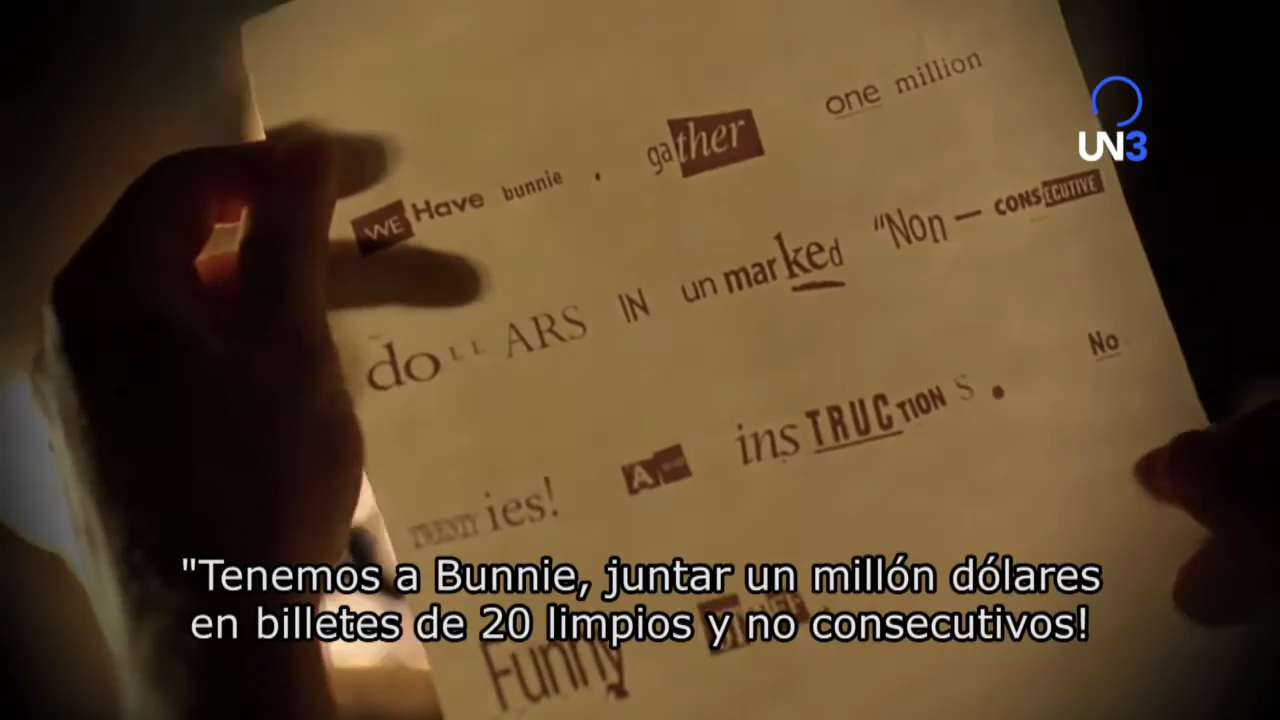 UN3
WE Have bunnie . gather one million
doLLARS IN unmarked "Non – CONSECUTIVE
TWENTY ies! A insTRUCTIONS . No
Funny
"Tenemos a Bunnie, juntar un millón dólares
en billetes de 20 limpios y no consecutivos!